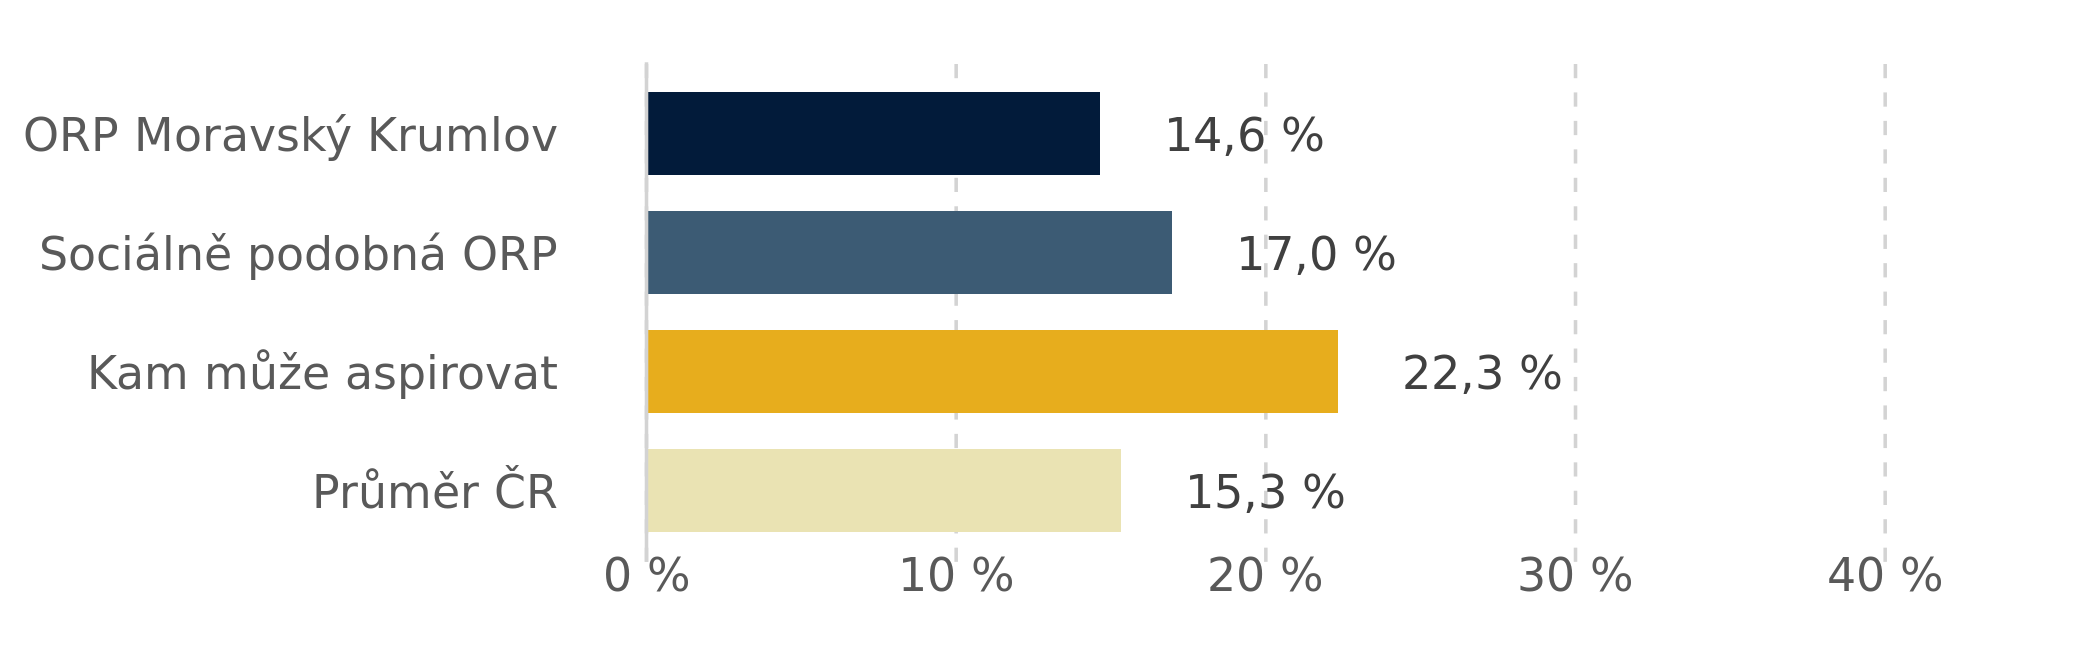 ORP Moravský Krumlov 14,6 %
Sociálně podobná ORP 17,0 %
Kam může aspirovat 22,3 %
Průměr ČR 15,3 %
0 % 10 % 20 % 30 % 40 %